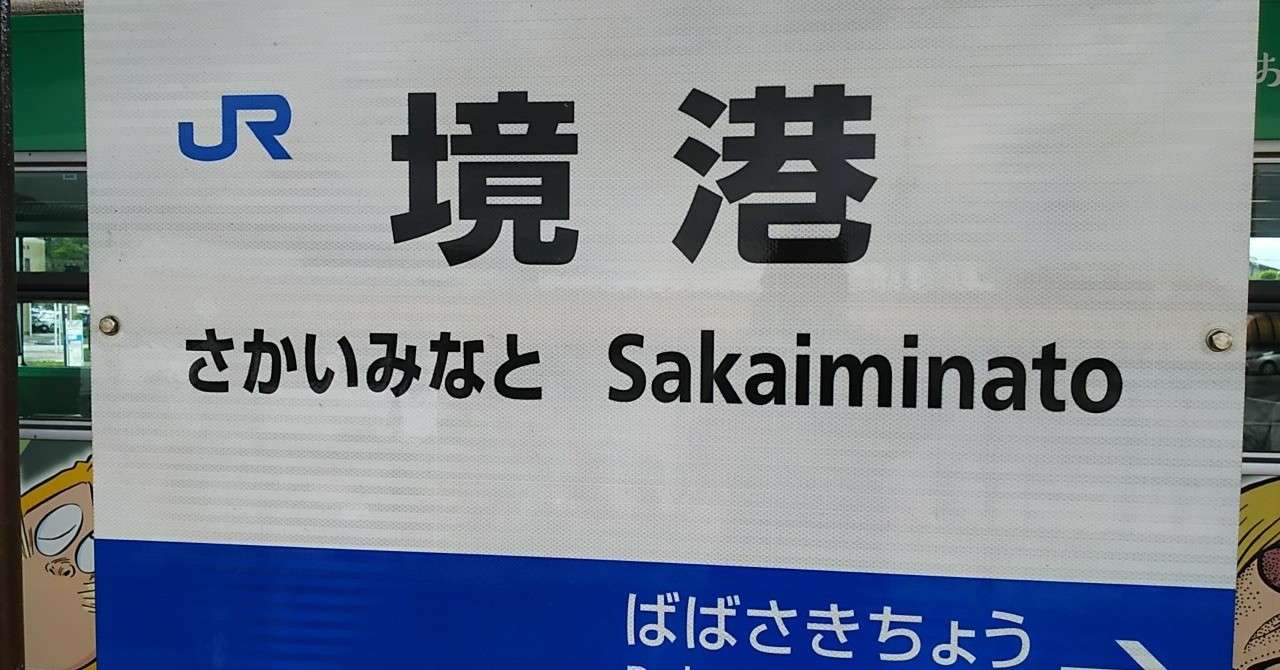 JR
境港
さかいみなと Sakaiminato
ばばさきちょう